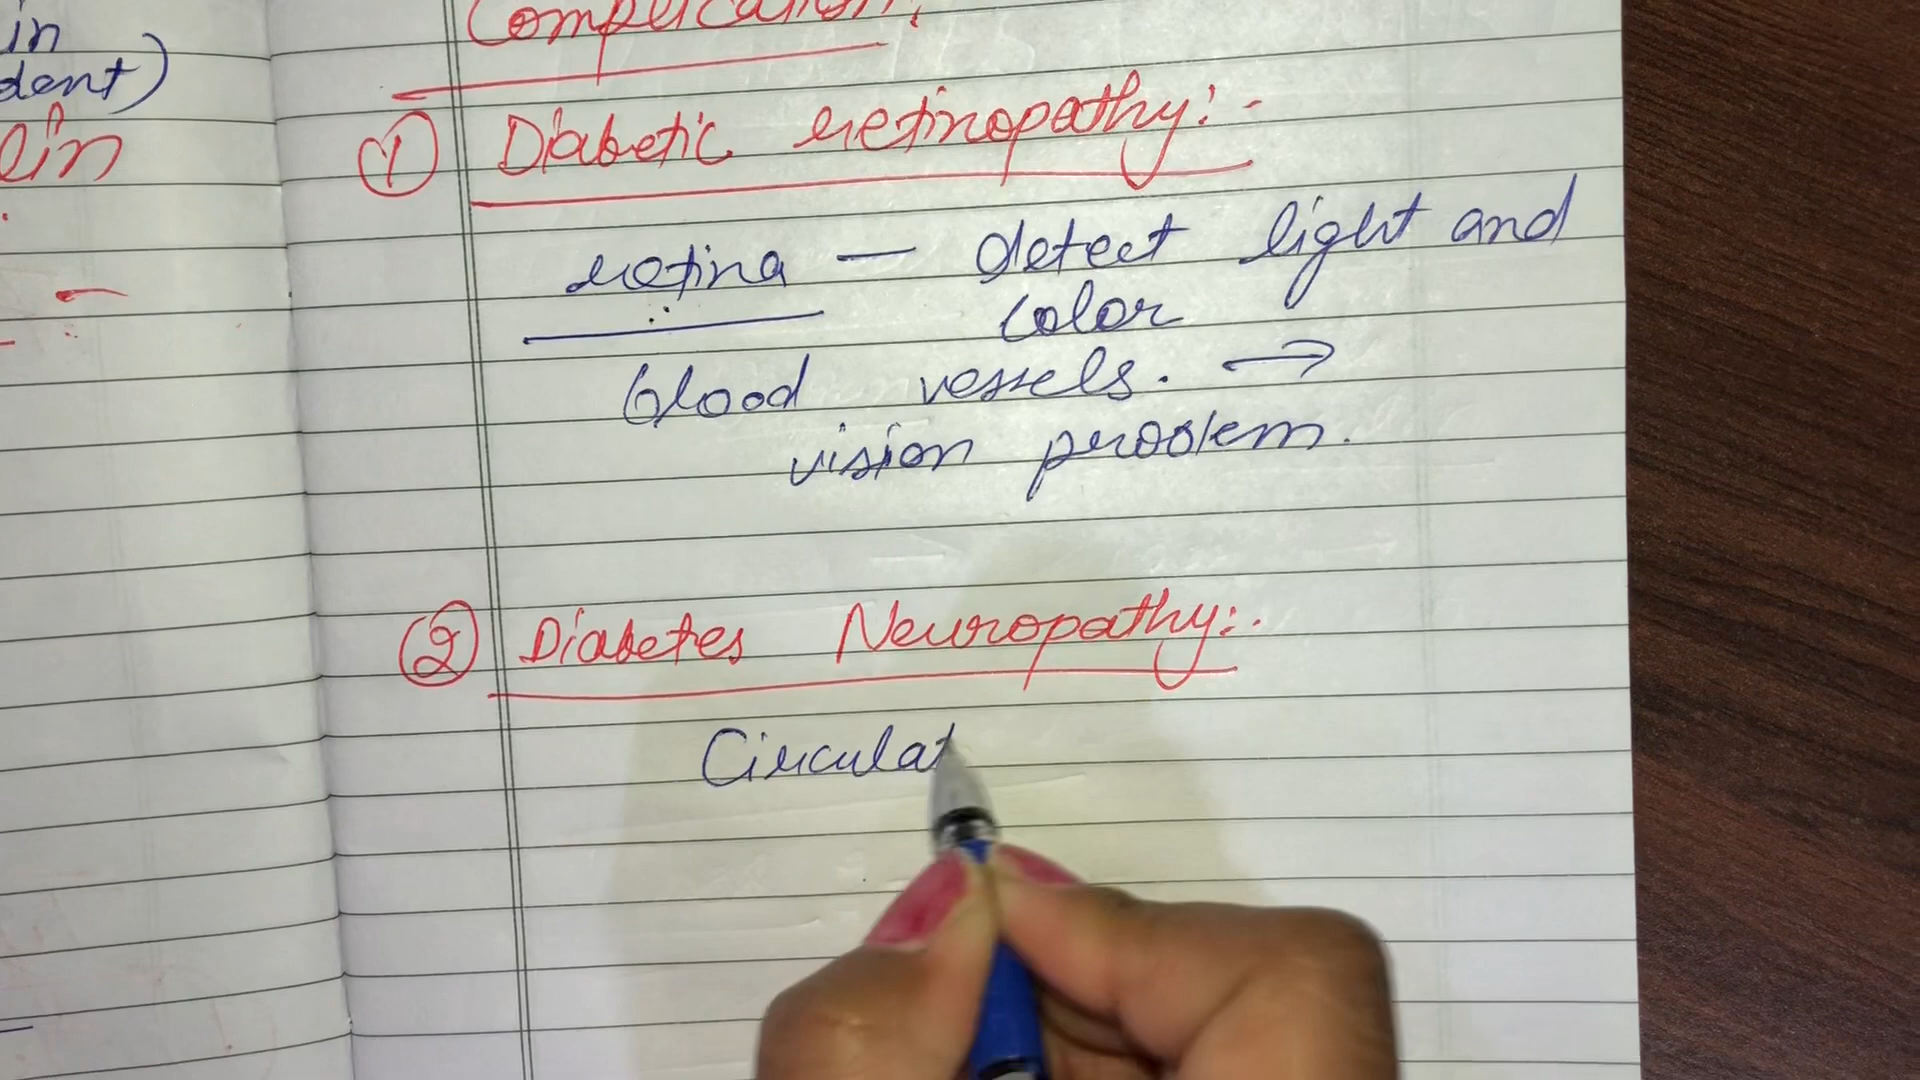 in
dent)
lin
Complication:
① Diabetic retinopathy:-
retina — detect light and
color
blood vessels. →
vision problem.
② Diabetes Neuropathy:-
Circulat